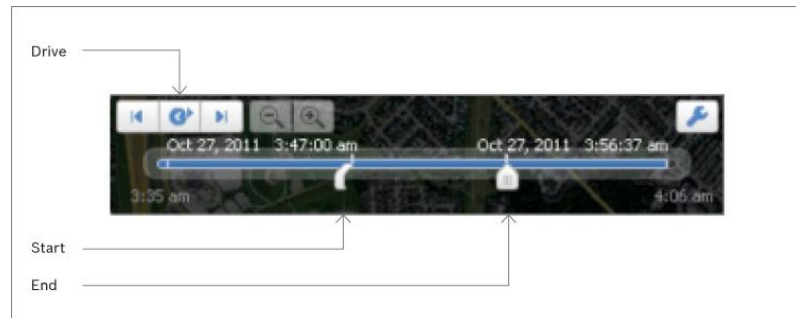 Drive
Oct 27, 2011 3:47:00 am
Oct 27, 2011 3:56:37 am
3:35 am
4:06 am
Start
End